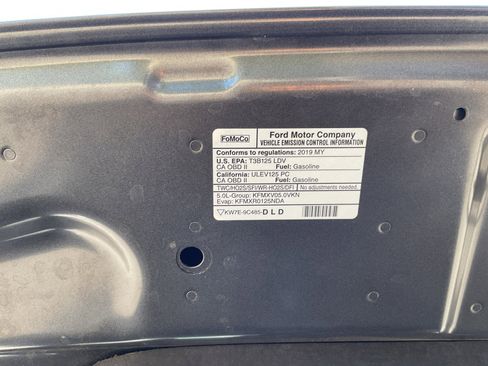 FoMoCo
Ford Motor Company
VEHICLE EMISSION CONTROL INFORMATION
Conforms to regulations: 2019 MY
U.S. EPA: T3B125 LDV
CA OBD II Fuel: Gasoline
California: ULEV125 PC
CA OBD II Fuel: Gasoline
TWC/HO2S/SFI/WR-HO2S/DFI No adjustments needed.
5.0L-Group: KFMXV05.0VKN
Evap: KFMXR0125NDA
KW7E-9C485-DLD